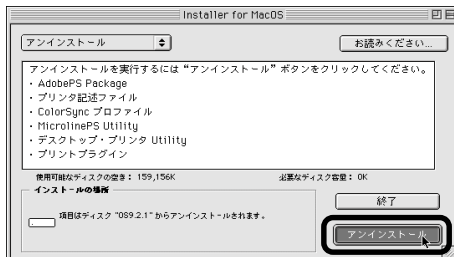 Installer for MacOS
アンインストール
お読みください...
アンインストールを実行するには“アンインストール”ボタンをクリックしてください。
・AdobePS Package
・プリンタ記述ファイル
・ColorSync プロファイル
・MicrolinePS Utility
・デスクトップ・プリンタ Utility
・プリントプラグイン
使用可能なディスクの空き： 159,156K 必要なディスク容量： 0K
インストールの場所
項目はディスク “OS9.2.1” からアンインストールされます。
終了
アンインストール